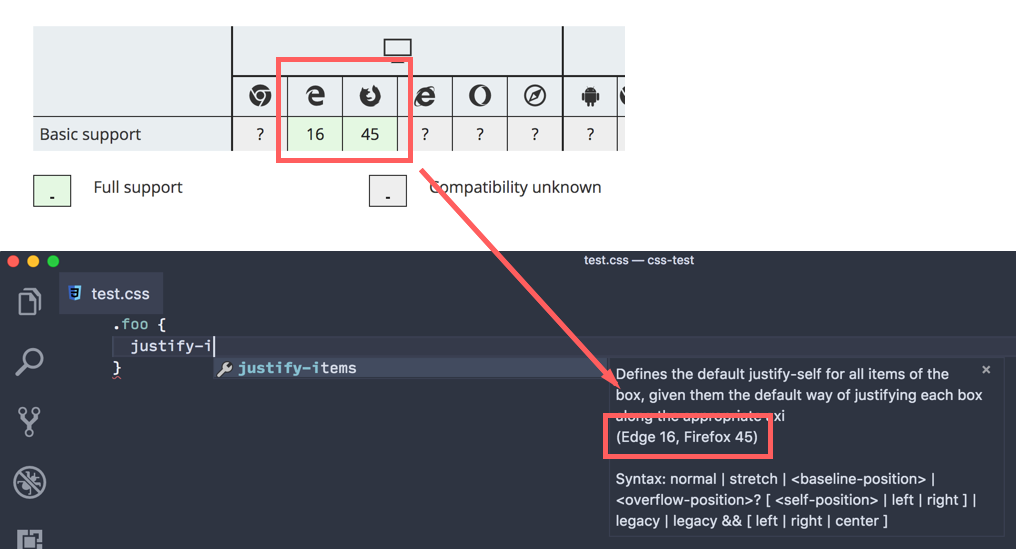 Basic support ? 16 45 ? ? ? ?
- Full support - Compatibility unknown
test.css — css-test
test.css
.foo {
justify-i
}
justify-items
Defines the default justify-self for all items of the
box, given them the default way of justifying each box
along the appropriate axi
(Edge 16, Firefox 45)
Syntax: normal | stretch | <baseline-position> |
<overflow-position>? [ <self-position> | left | right ] |
legacy | legacy && [ left | right | center ]